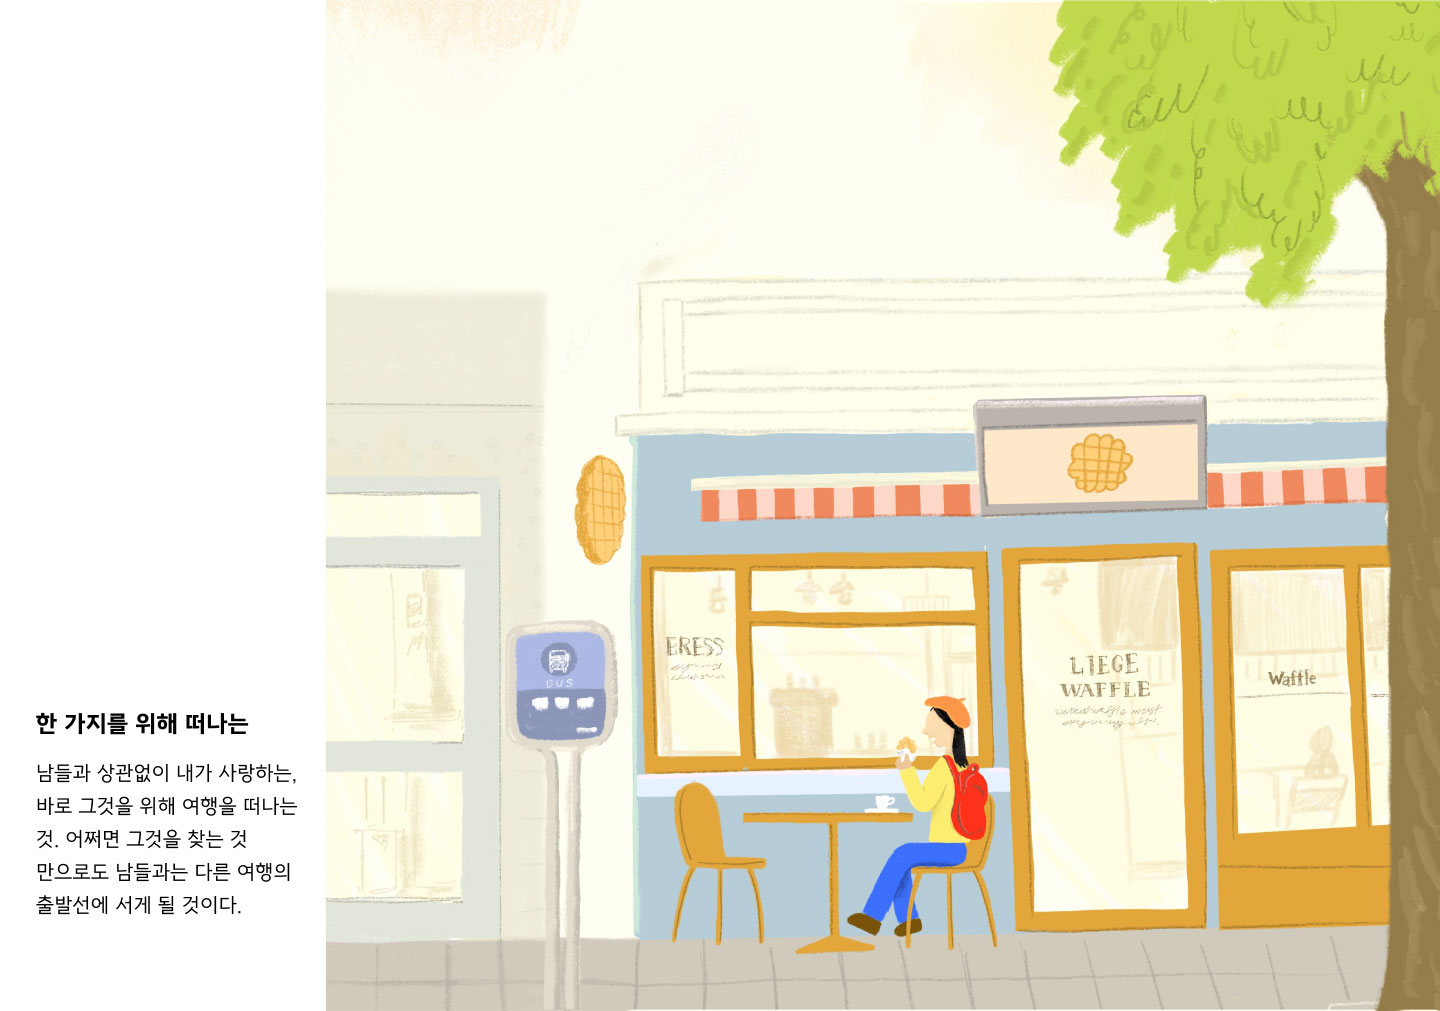 한 가지를 위해 떠나는
남들과 상관없이 내가 사랑하는,
바로 그것을 위해 여행을 떠나는
것. 어쩌면 그것을 찾는 것
만으로도 남들과는 다른 여행의
출발선에 서게 될 것이다.
BUS
ERESS
LIEGE
WAFFLE
Waffle